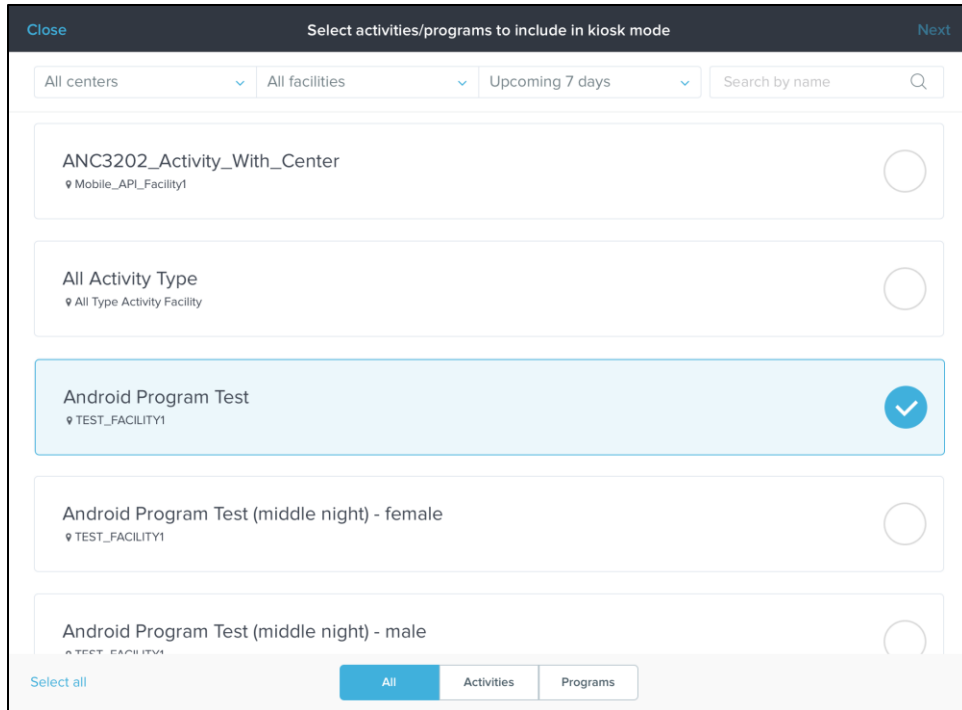 Close
Select activities/programs to include in kiosk mode
Next
All centers
All facilities
Upcoming 7 days
Search by name
ANC3202_Activity_With_Center
Mobile_API_Facility1
All Activity Type
All Type Activity Facility
Android Program Test
TEST_FACILITY1
Android Program Test (middle night) - female
TEST_FACILITY1
Android Program Test (middle night) - male
TEST_FACILITY1
Select all
All
Activities
Programs